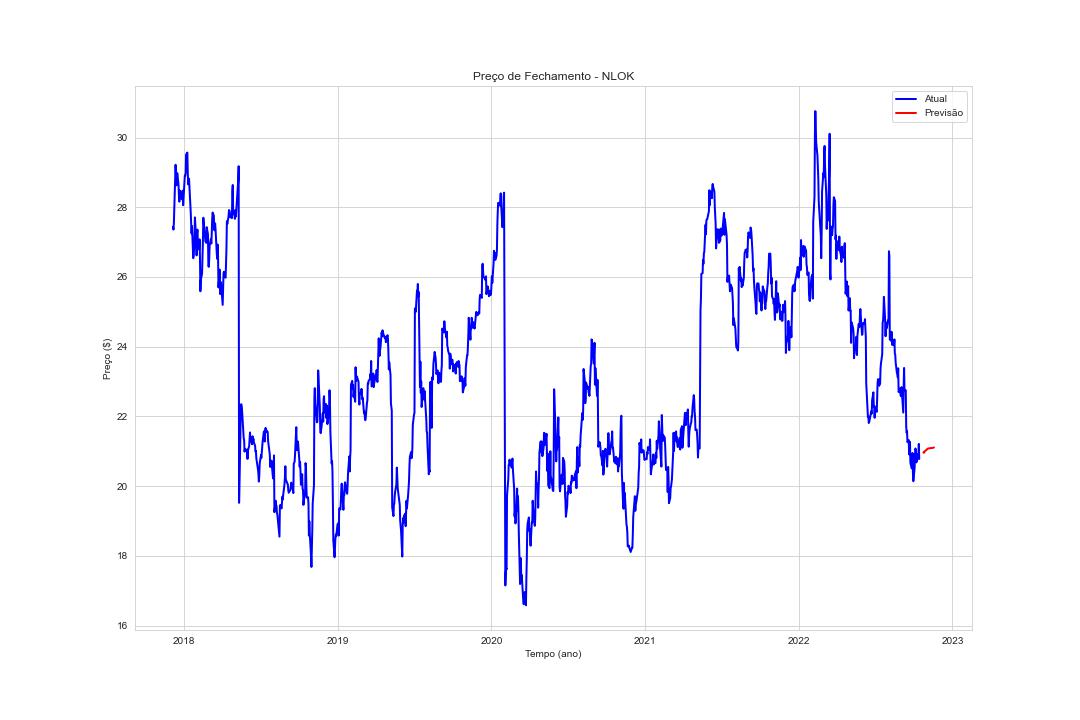 Preço de Fechamento - NLOK
Atual
Previsão
30
28
26
24
22
20
18
16
Preço ($)
2018
2019
2020
2021
2022
2023
Tempo (ano)